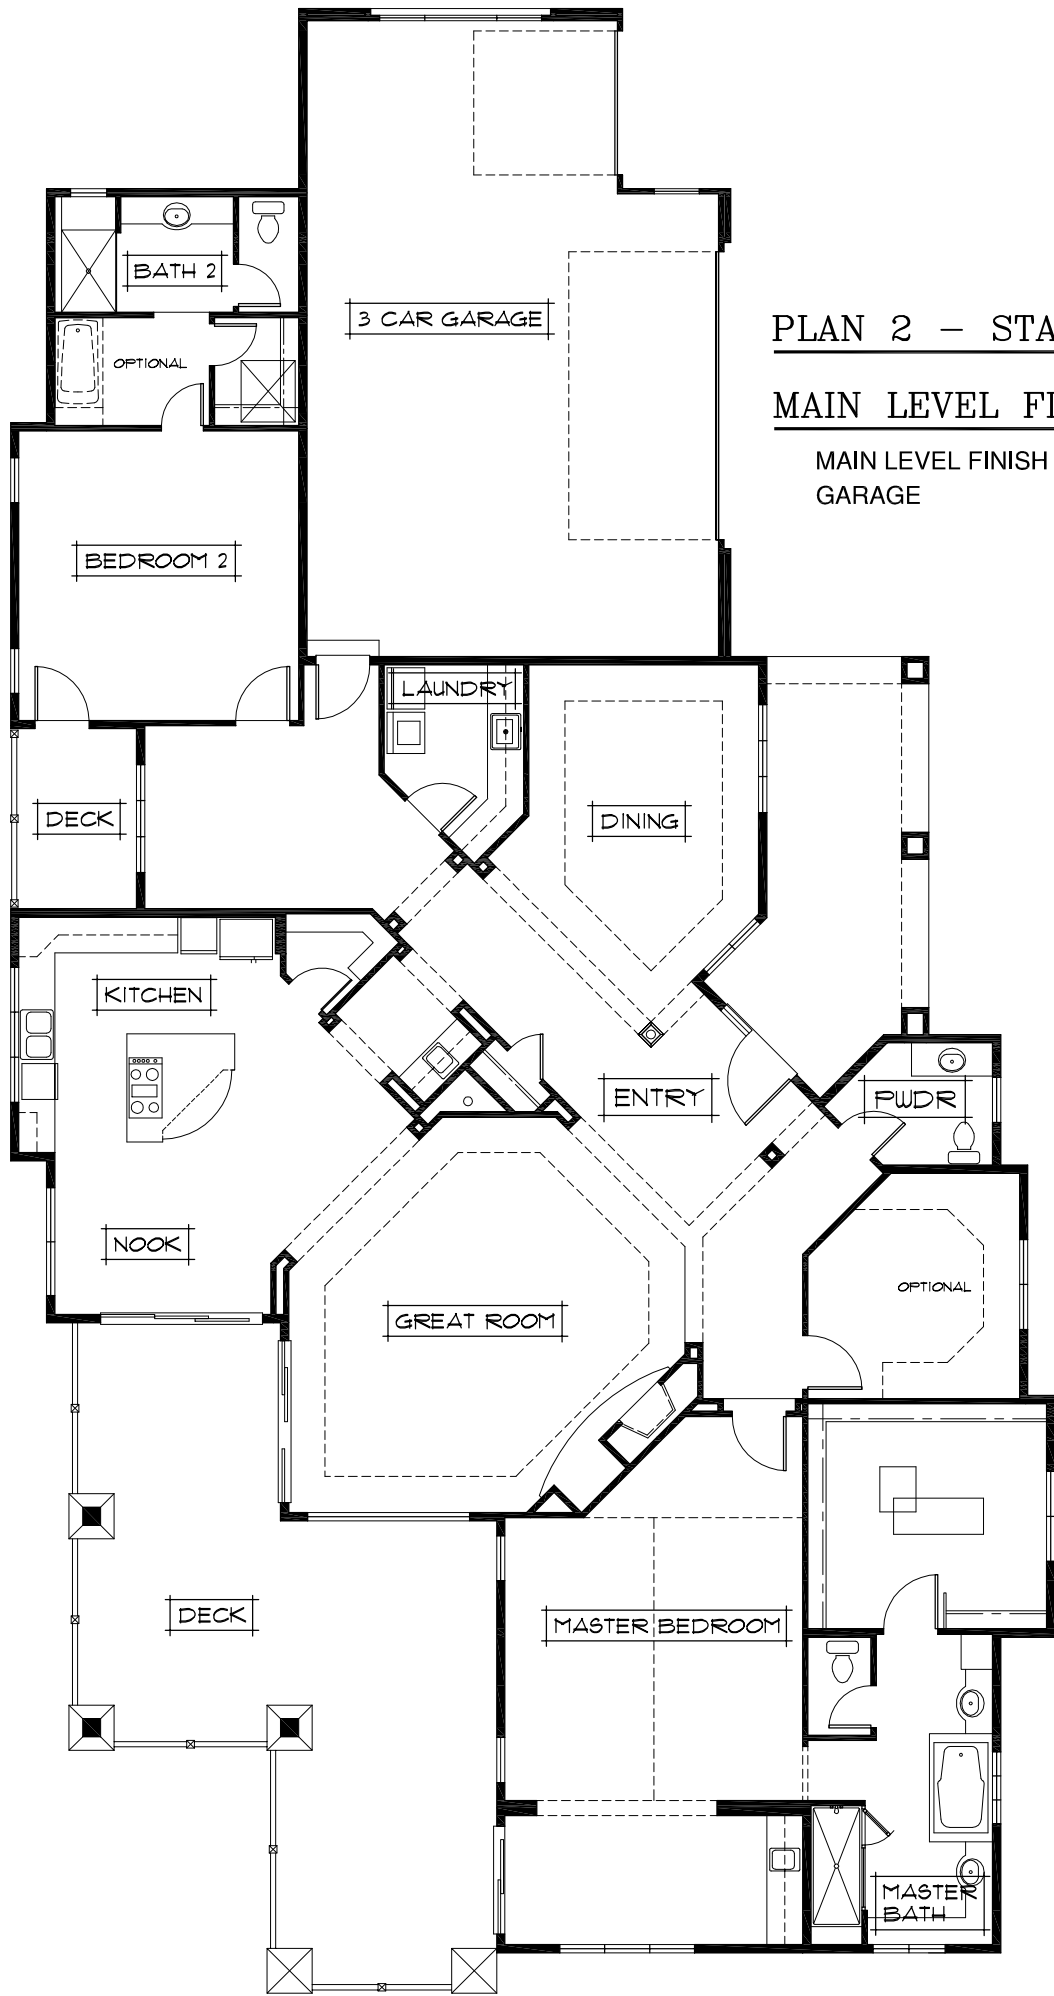 BATH 2
3 CAR GARAGE
PLAN 2 – STA
OPTIONAL
MAIN LEVEL
MAIN LEVEL FINISH
GARAGE
BEDROOM 2
LAUNDRY
DECK
DINING
KITCHEN
ENTRY
PWDR
NOOK
OPTIONAL
GREAT ROOM
DECK
MASTER BEDROOM
MASTER
BATH